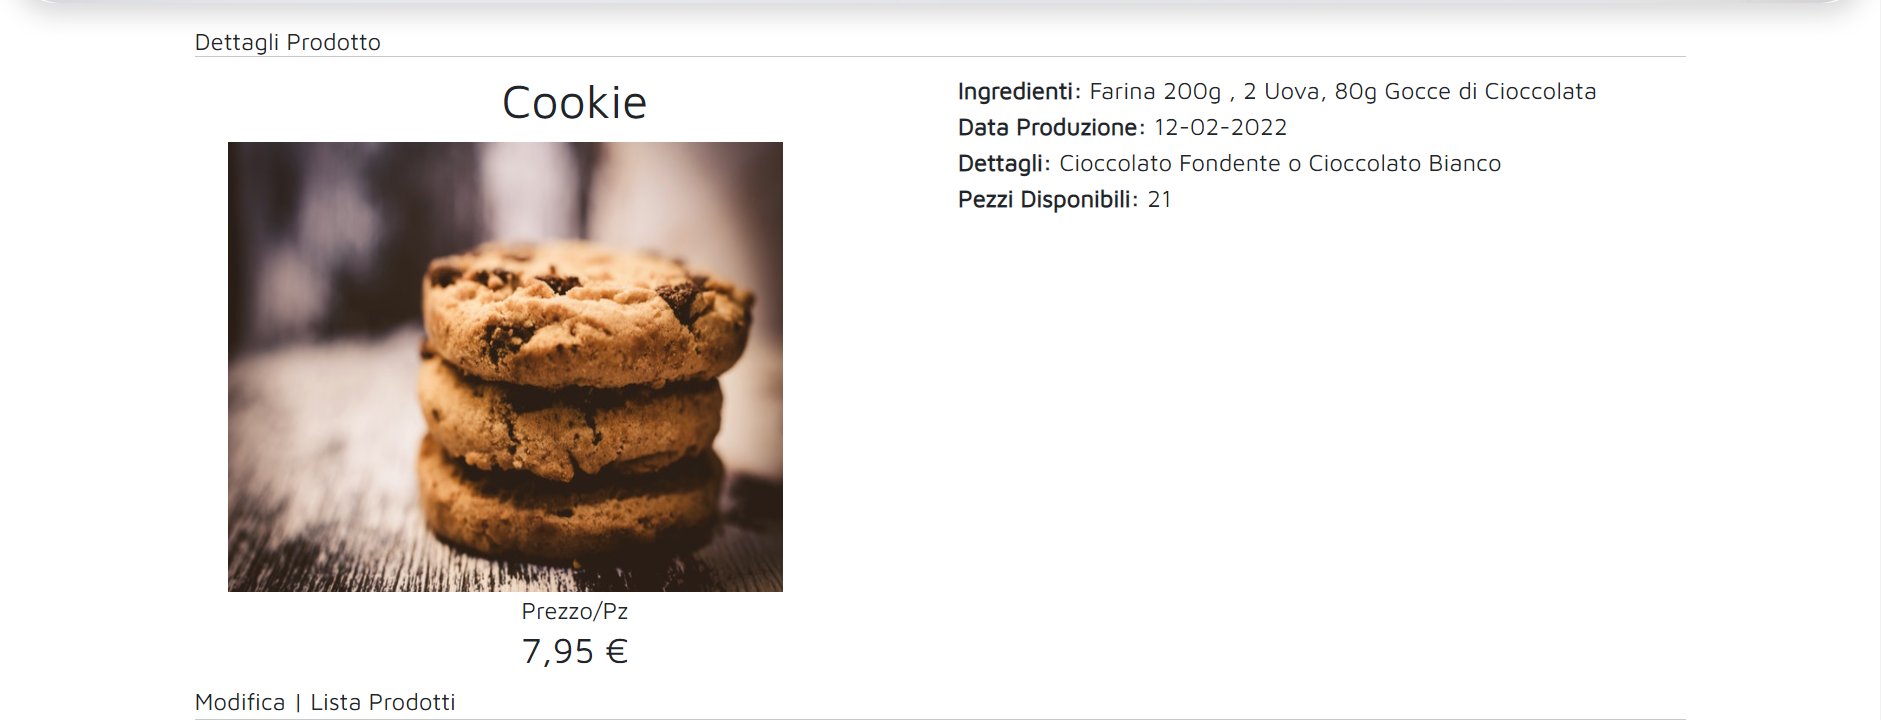 Dettagli Prodotto
Cookie
Prezzo/Pz
7,95 €
Ingredienti: Farina 200g , 2 Uova, 80g Gocce di Cioccolata
Data Produzione: 12-02-2022
Dettagli: Cioccolato Fondente o Cioccolato Bianco
Pezzi Disponibili: 21
Modifica | Lista Prodotti